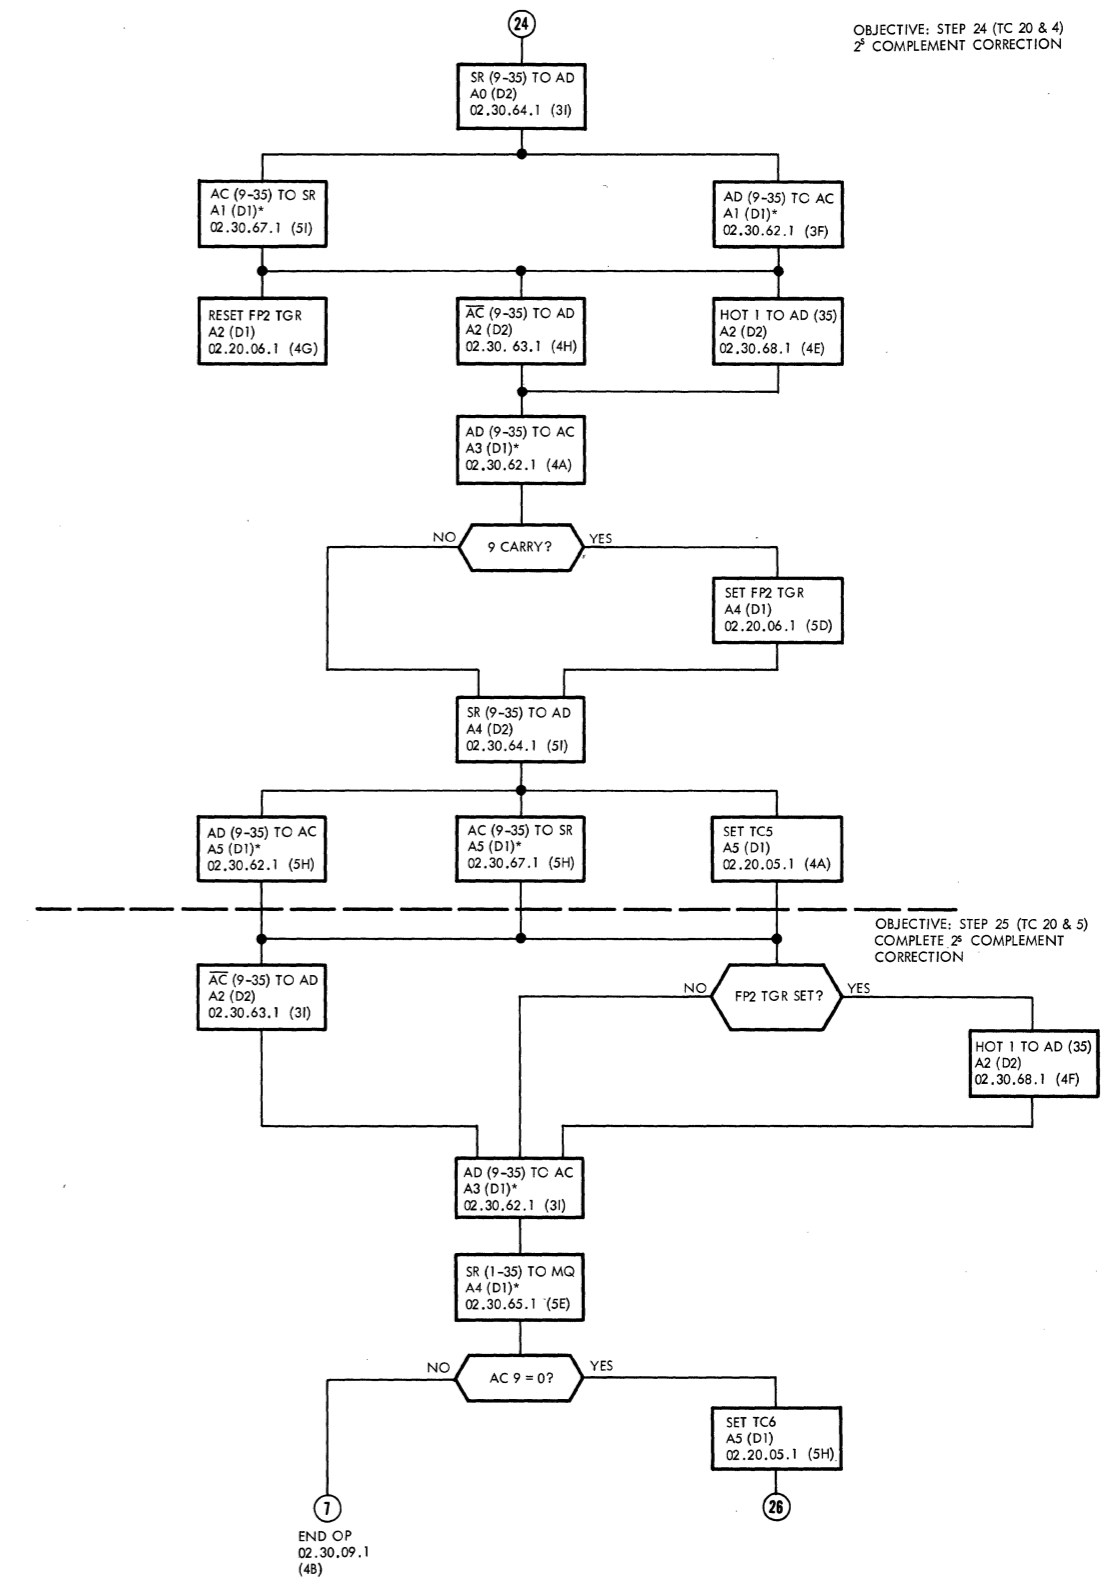 24
OBJECTIVE: STEP 24 (TC 20 & 4)
2ˢ COMPLEMENT CORRECTION
SR (9-35) TO AD
A0 (D2)
02.30.64.1 (3I)
AC (9-35) TO SR
A1 (D1)*
02.30.67.1 (5I)
AD (9-35) TO AC
A1 (D1)*
02.30.62.1 (3F)
RESET FP2 TGR
A2 (D1)
02.20.06.1 (4G)
A̅C̅ (9-35) TO AD
A2 (D2)
02.30.63.1 (4H)
HOT 1 TO AD (35)
A2 (D2)
02.30.68.1 (4E)
AD (9-35) TO AC
A3 (D1)*
02.30.62.1 (4A)
NO
9 CARRY?
YES
SET FP2 TGR
A4 (D1)
02.20.06.1 (5D)
SR (9-35) TO AD
A4 (D2)
02.30.64.1 (5I)
AD (9-35) TO AC
A5 (D1)*
02.30.62.1 (5H)
AC (9-35) TO SR
A5 (D1)*
02.30.67.1 (5H)
SET TC5
A5 (D1)
02.20.05.1 (4A)
OBJECTIVE: STEP 25 (TC 20 & 5)
COMPLETE 2ˢ COMPLEMENT
CORRECTION
A̅C̅ (9-35) TO AD
A2 (D2)
02.30.63.1 (3I)
NO
FP2 TGR SET?
YES
HOT 1 TO AD (35)
A2 (D2)
02.30.68.1 (4F)
AD (9-35) TO AC
A3 (D1)*
02.30.62.1 (3I)
SR (1-35) TO MQ
A4 (D1)*
02.30.65.1 (5E)
NO
AC 9 = 0?
YES
SET TC6
A5 (D1)
02.20.05.1 (5H)
7
26
END OP
02.30.09.1
(4B)